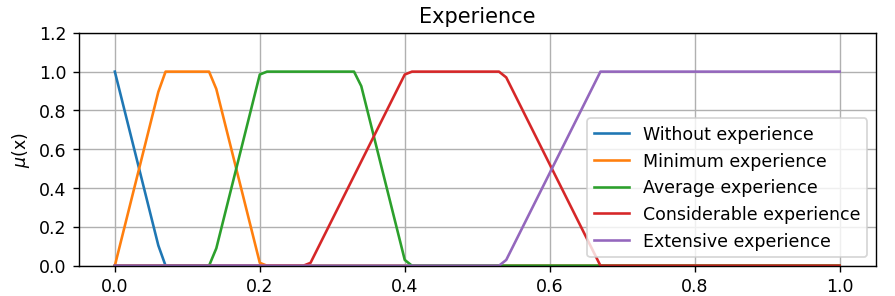 Experience
μ(x)
1.2
1.0
0.8
0.6
0.4
0.2
0.0
Without experience
Minimum experience
Average experience
Considerable experience
Extensive experience
0.0 0.2 0.4 0.6 0.8 1.0